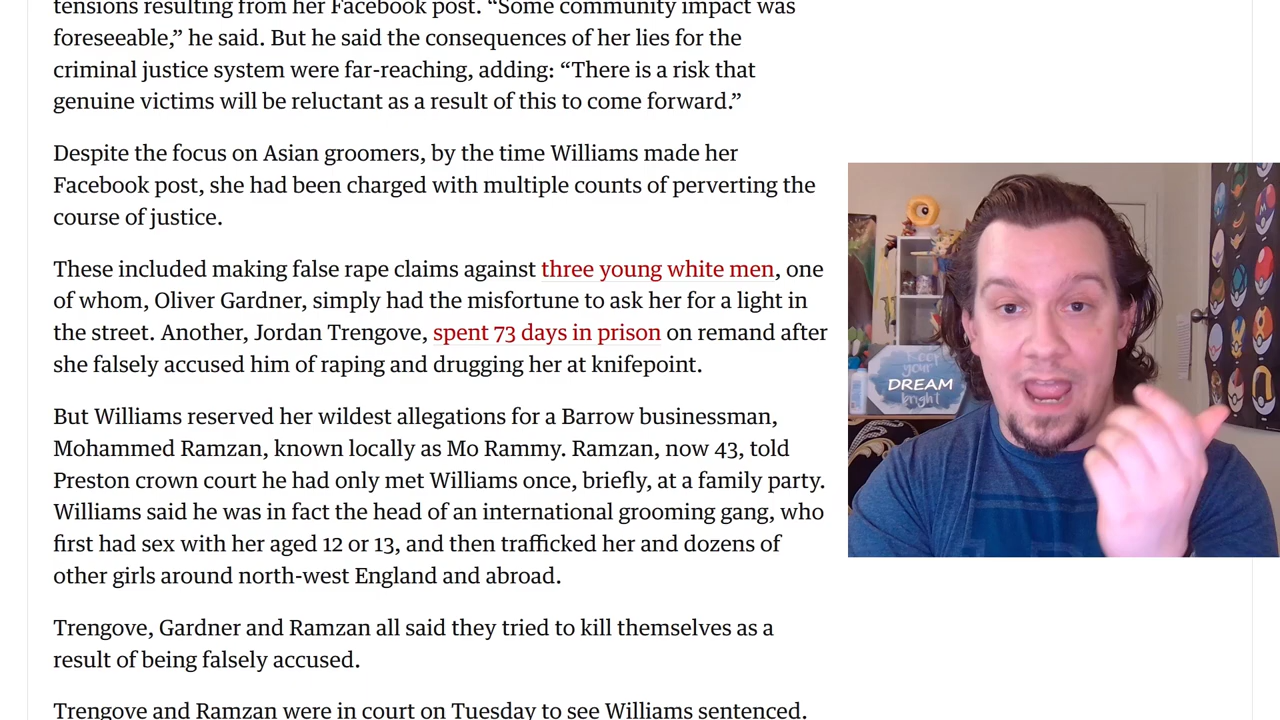 tensions resulting from her Facebook post. “Some community impact was
foreseeable,” he said. But he said the consequences of her lies for the
criminal justice system were far-reaching, adding: “There is a risk that
genuine victims will be reluctant as a result of this to come forward.”
Despite the focus on Asian groomers, by the time Williams made her
Facebook post, she had been charged with multiple counts of perverting the
course of justice.
These included making false rape claims against three young white men, one
of whom, Oliver Gardner, simply had the misfortune to ask her for a light in
the street. Another, Jordan Trengove, spent 73 days in prison on remand after
she falsely accused him of raping and drugging her at knifepoint.
But Williams reserved her wildest allegations for a Barrow businessman,
Mohammed Ramzan, known locally as Mo Rammy. Ramzan, now 43, told
Preston crown court he had only met Williams once, briefly, at a family party.
Williams said he was in fact the head of an international grooming gang, who
first had sex with her aged 12 or 13, and then trafficked her and dozens of
other girls around north-west England and abroad.
Trengove, Gardner and Ramzan all said they tried to kill themselves as a
result of being falsely accused.
Trengove and Ramzan were in court on Tuesday to see Williams sentenced.
Keep
your
DREAM
bright